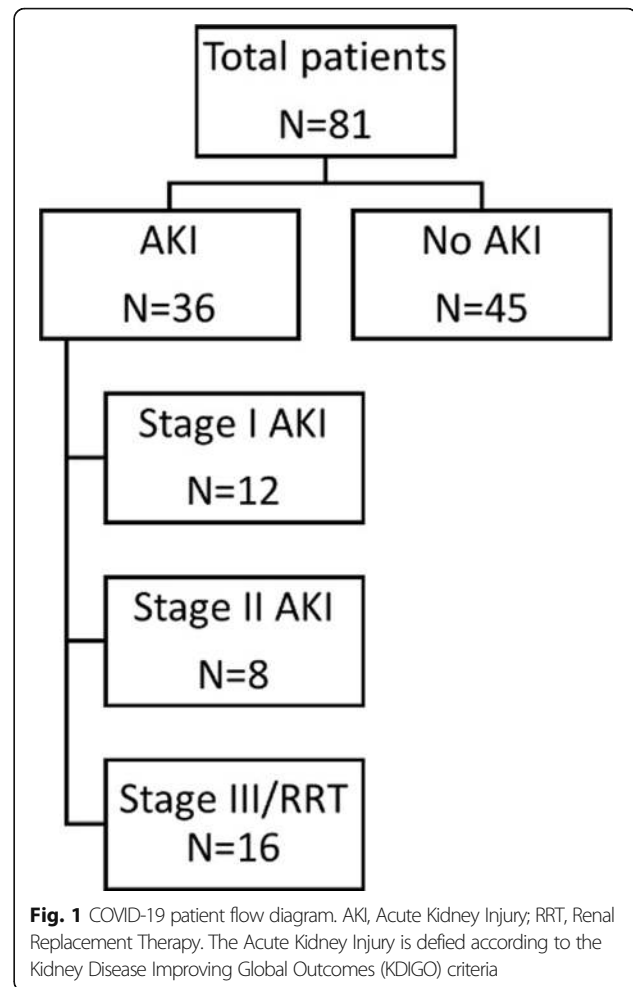 Total patients
N=81
AKI
N=36
No AKI
N=45
Stage I AKI
N=12
Stage II AKI
N=8
Stage III/RRT
N=16
Fig. 1 COVID-19 patient flow diagram. AKI, Acute Kidney Injury; RRT, Renal
Replacement Therapy. The Acute Kidney Injury is defied according to the
Kidney Disease Improving Global Outcomes (KDIGO) criteria